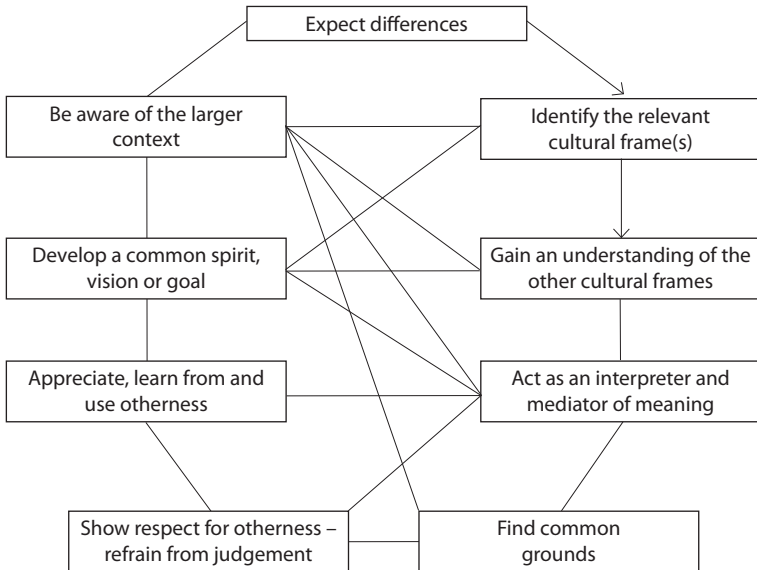 Expect differences
Be aware of the larger
context
Identify the relevant
cultural frame(s)
Develop a common spirit,
vision or goal
Gain an understanding of the
other cultural frames
Appreciate, learn from and
use otherness
Act as an interpreter and
mediator of meaning
Show respect for otherness –
refrain from judgement
Find common
grounds